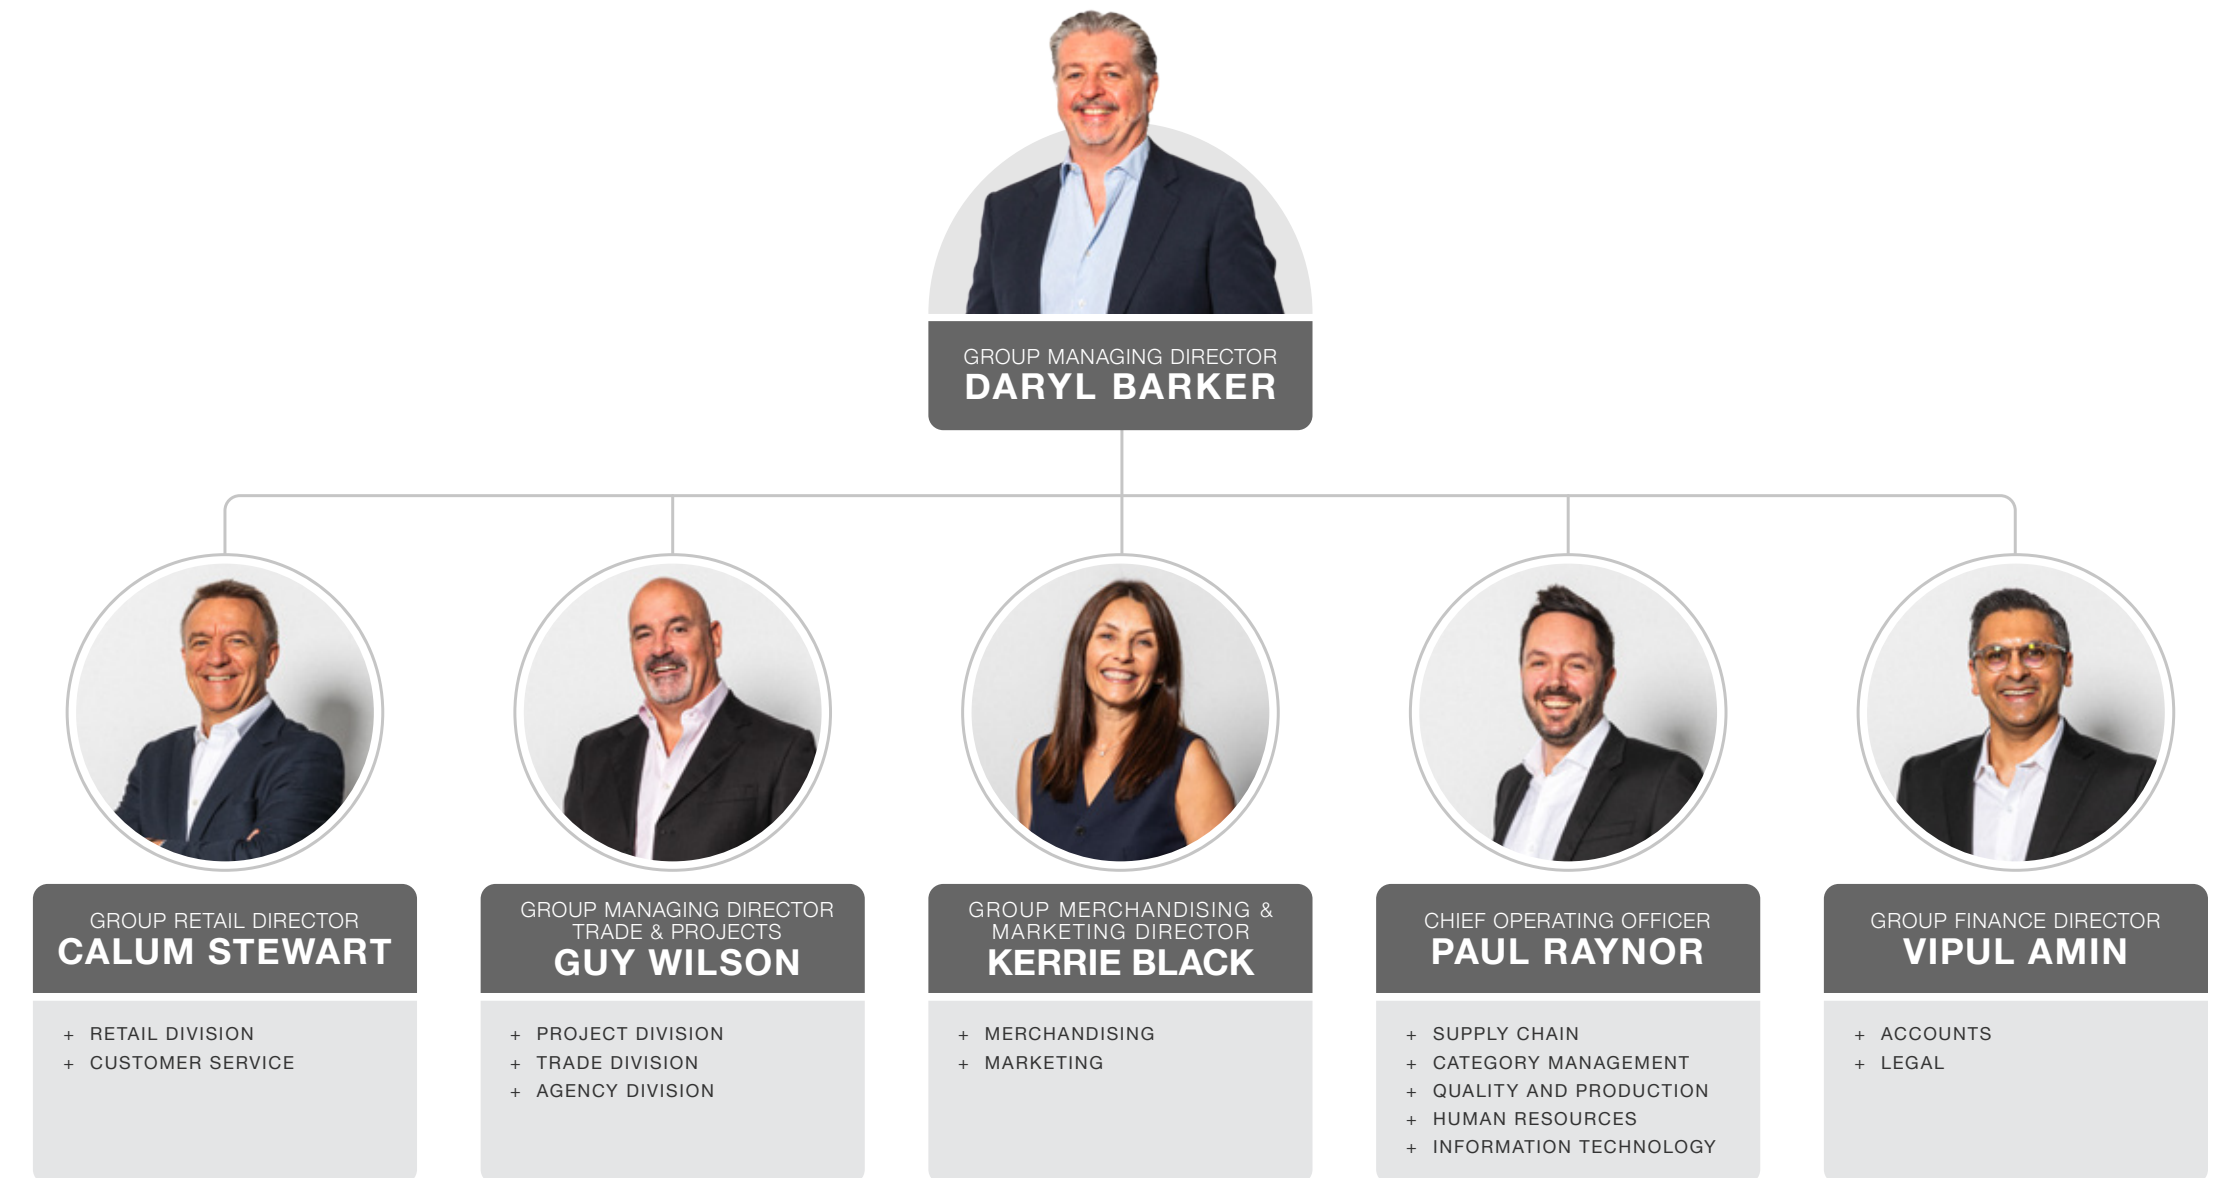 GROUP MANAGING DIRECTOR
DARYL BARKER
GROUP RETAIL DIRECTOR
CALUM STEWART
+ RETAIL DIVISION
+ CUSTOMER SERVICE
GROUP MANAGING DIRECTOR
TRADE & PROJECTS
GUY WILSON
+ PROJECT DIVISION
+ TRADE DIVISION
+ AGENCY DIVISION
GROUP MERCHANDISING &
MARKETING DIRECTOR
KERRIE BLACK
+ MERCHANDISING
+ MARKETING
CHIEF OPERATING OFFICER
PAUL RAYNOR
+ SUPPLY CHAIN
+ CATEGORY MANAGEMENT
+ QUALITY AND PRODUCTION
+ HUMAN RESOURCES
+ INFORMATION TECHNOLOGY
GROUP FINANCE DIRECTOR
VIPUL AMIN
+ ACCOUNTS
+ LEGAL